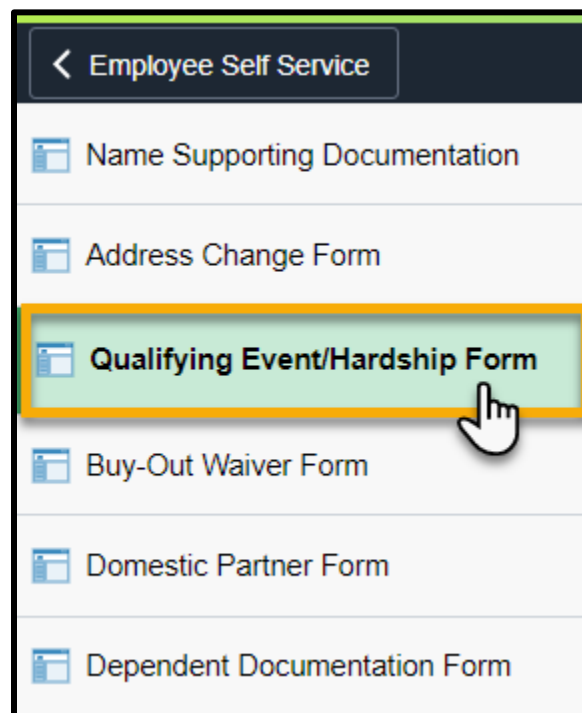 Employee Self Service
Name Supporting Documentation
Address Change Form
Qualifying Event/Hardship Form
Buy-Out Waiver Form
Domestic Partner Form
Dependent Documentation Form